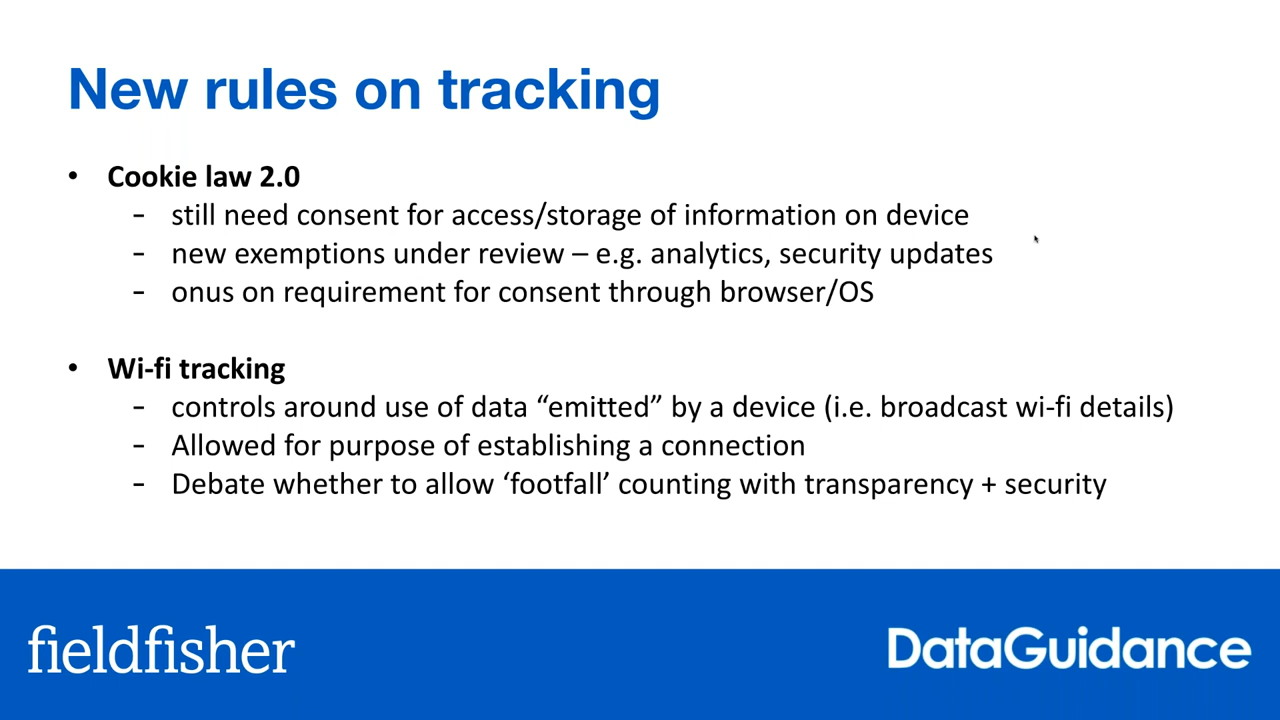 New rules on tracking
• Cookie law 2.0
- still need consent for access/storage of information on device
- new exemptions under review – e.g. analytics, security updates
- onus on requirement for consent through browser/OS
• Wi-fi tracking
- controls around use of data “emitted” by a device (i.e. broadcast wi-fi details)
- Allowed for purpose of establishing a connection
- Debate whether to allow ‘footfall’ counting with transparency + security
fieldfisher
DataGuidance